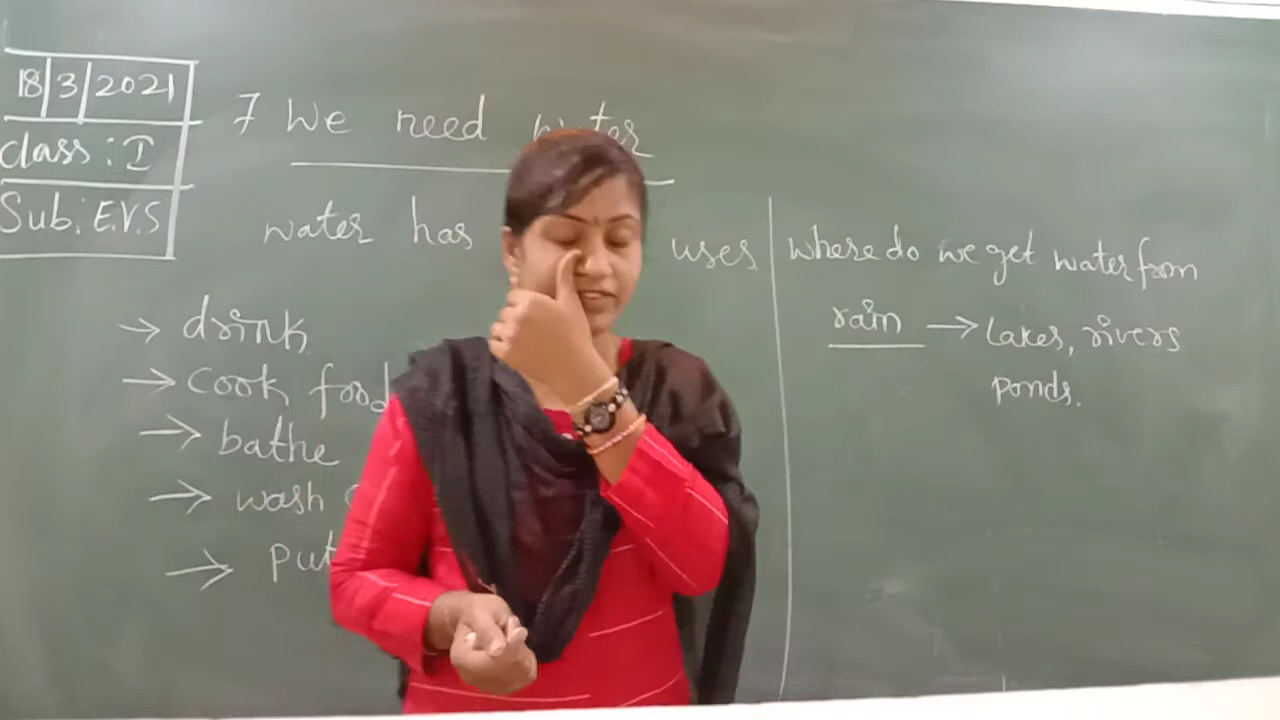 18/3/2021
class: I
Sub: E.V.S
7 We need water
water has uses
→ drink
→ cook food
→ bathe
→ wash
→ put
where do we get water from
rain → Lakes, rivers
ponds.